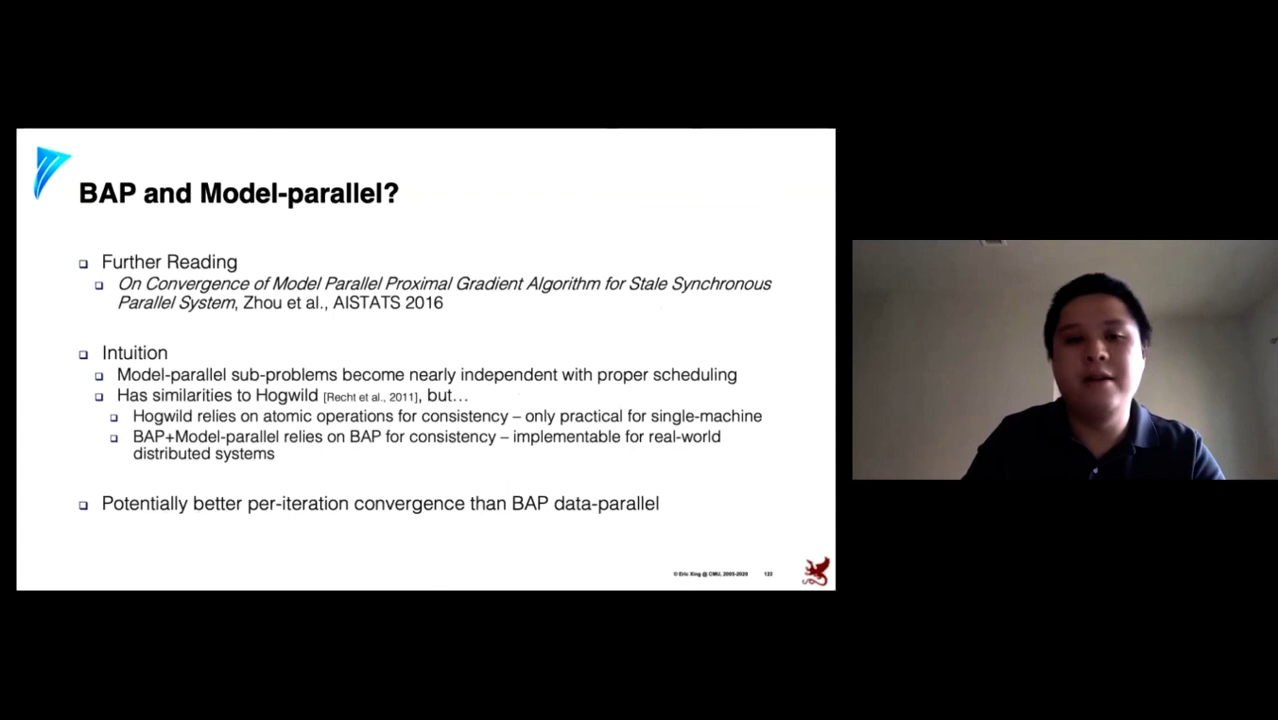 BAP and Model-parallel?
Further Reading
On Convergence of Model Parallel Proximal Gradient Algorithm for Stale Synchronous
Parallel System, Zhou et al., AISTATS 2016
Intuition
Model-parallel sub-problems become nearly independent with proper scheduling
Has similarities to Hogwild [Recht et al., 2011], but…
Hogwild relies on atomic operations for consistency – only practical for single-machine
BAP+Model-parallel relies on BAP for consistency – implementable for real-world
distributed systems
Potentially better per-iteration convergence than BAP data-parallel
© Eric Xing @ CMU, 2005-2020 123